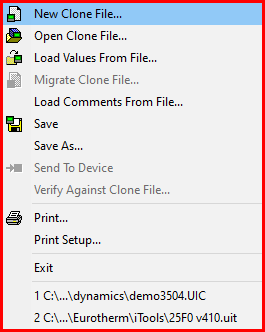 New Clone File...
Open Clone File...
Load Values From File...
Migrate Clone File...
Load Comments From File...
Save
Save As...
Send To Device
Verify Against Clone File...
Print...
Print Setup...
Exit
1 C:\...\dynamics\demo3504.UIC
2 C:\...\Eurotherm\iTools\25F0 v410.uit